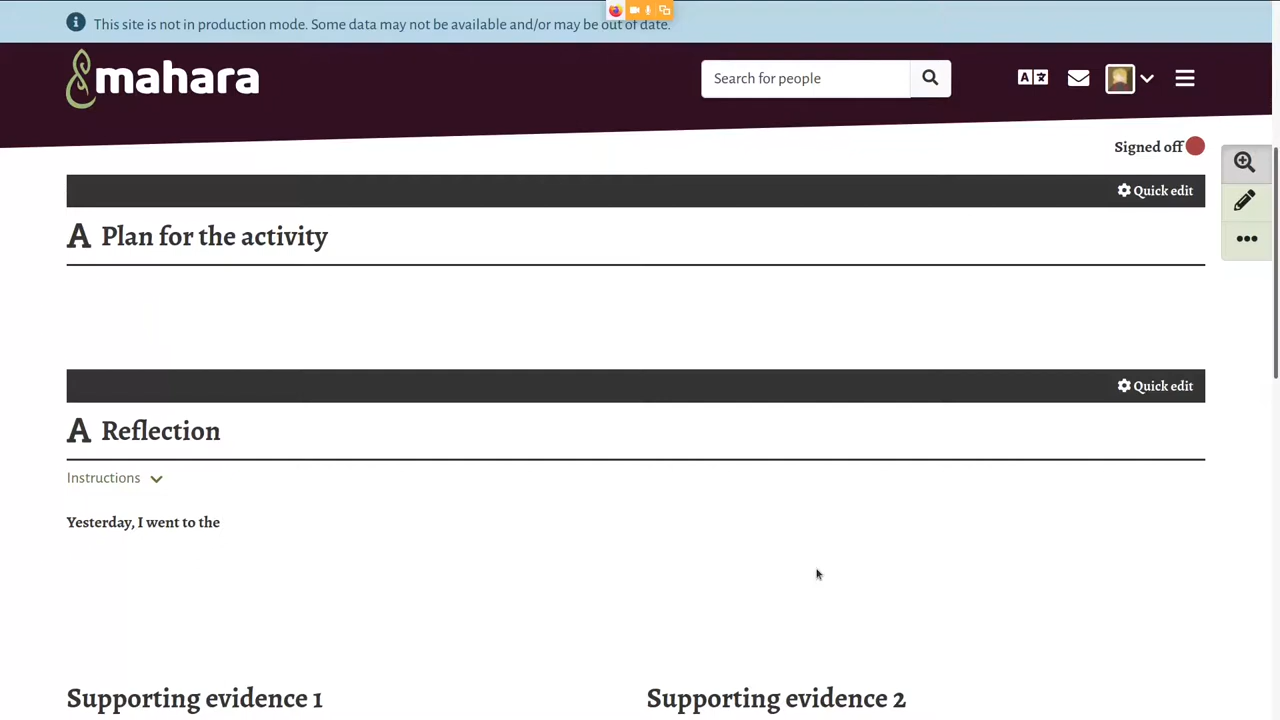 This site is not in production mode. Some data may not be available and/or may be out of date.
mahara
Search for people
Signed off
Quick edit
A Plan for the activity
Quick edit
A Reflection
Instructions
Yesterday, I went to the
Supporting evidence 1
Supporting evidence 2